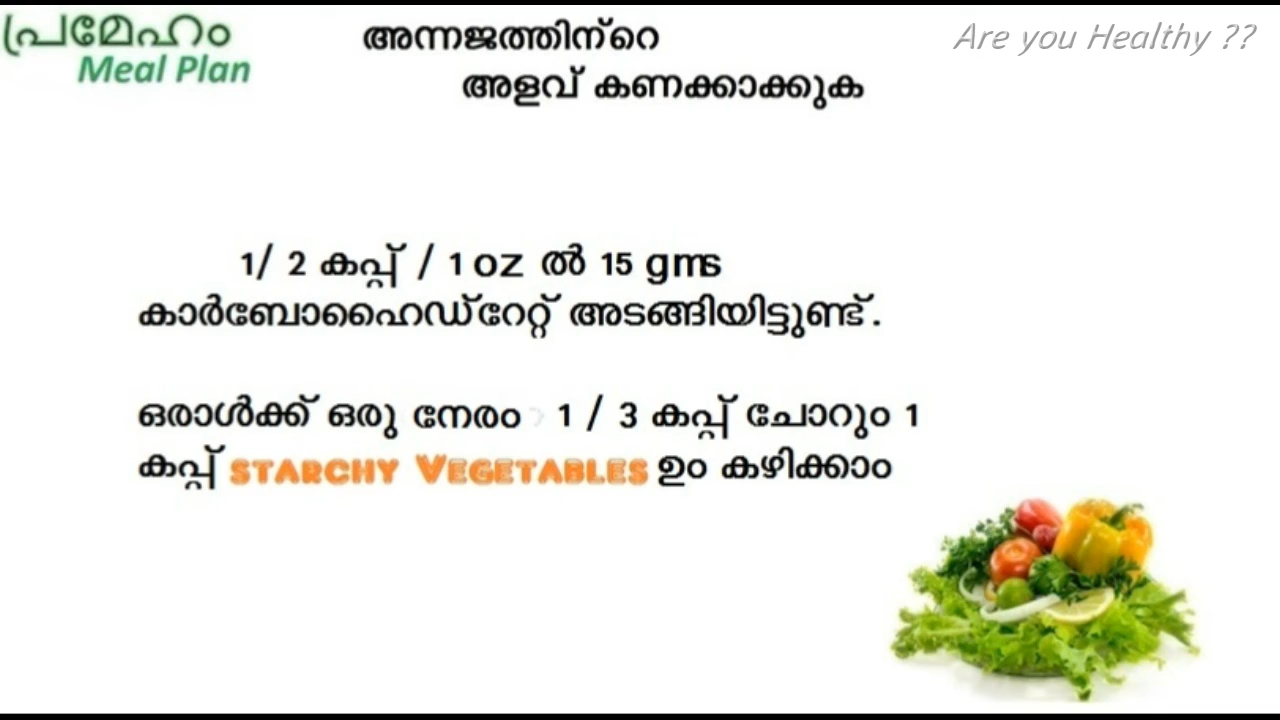 പ്രമേഹം
Meal Plan
അന്നജത്തിന്റെ
അളവ് കണക്കാക്കുക
Are you Healthy ??
1/ 2 കപ്പ് / 1 oz ൽ 15 gms
കാർബോഹൈഡ്റേറ്റ് അടങ്ങിയിട്ടുണ്ട്.
ഒരാൾക്ക് ഒരു നേരം 1 / 3 കപ്പ് ചോറും 1
കപ്പ് STARCHY VEGETABLES ഉം കഴിക്കാം